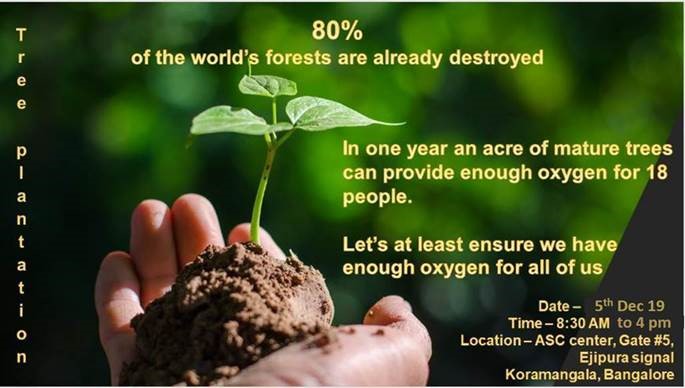 Tree plantation
80%
of the world's forests are already destroyed
In one year an acre of mature trees
can provide enough oxygen for 18
people.
Let's at least ensure we have
enough oxygen for all of us
Date – 5th Dec 19
Time – 8:30 AM to 4 pm
Location – ASC center, Gate #5,
Ejipura signal
Koramangala, Bangalore